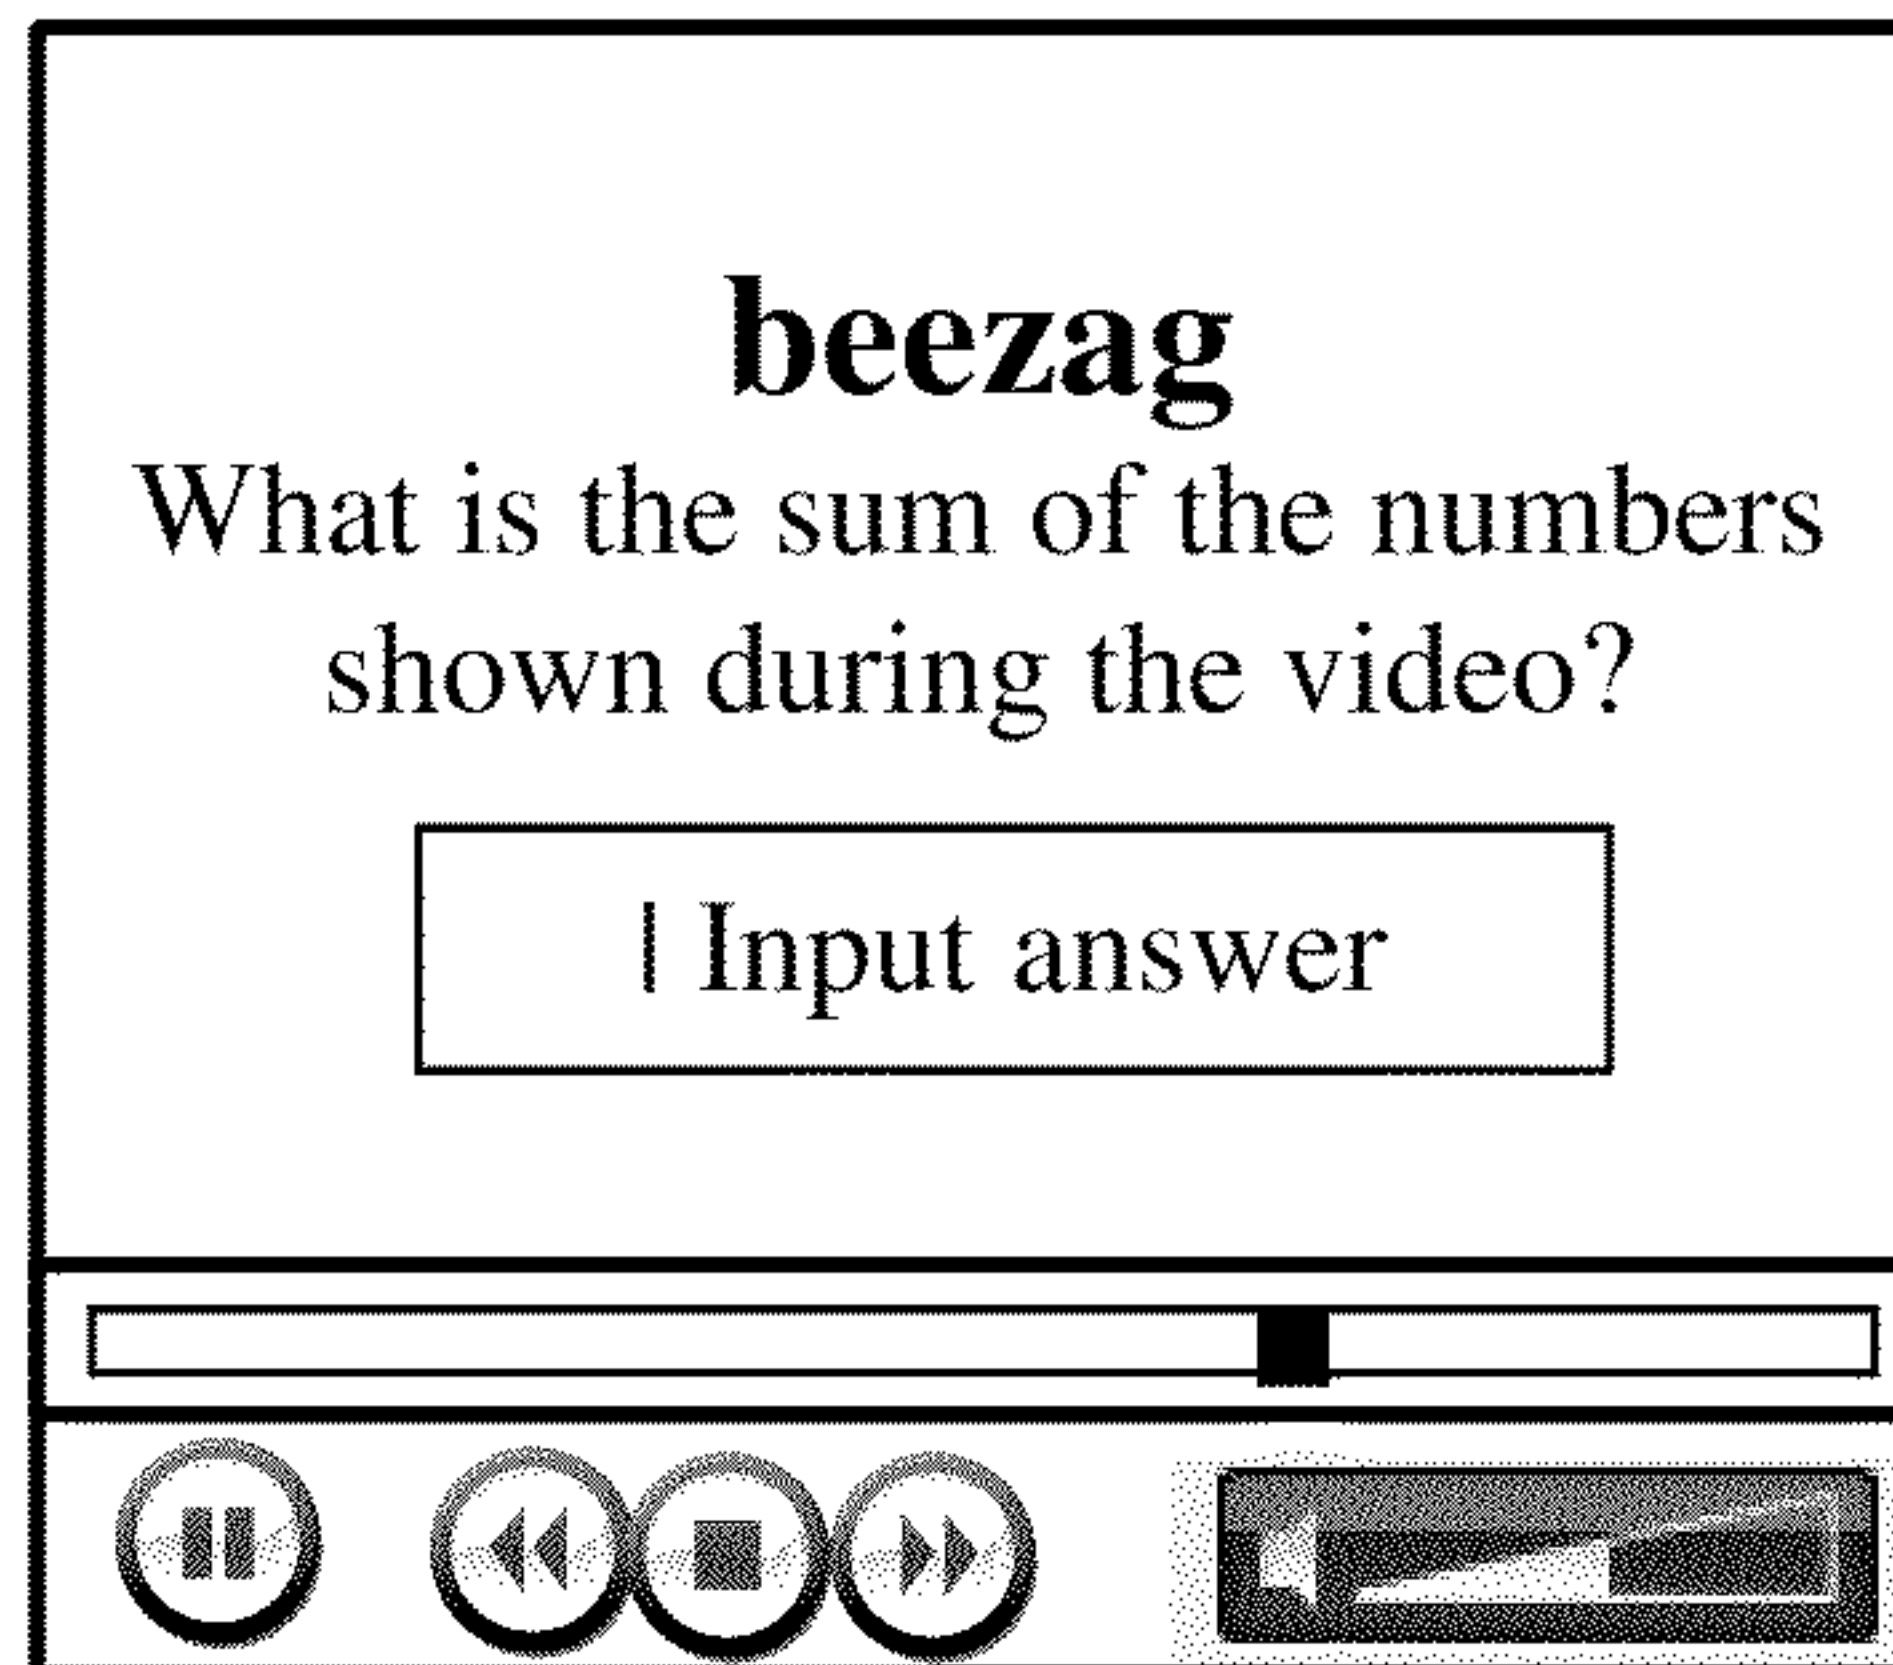 beezag
What is the sum of the numbers
shown during the video?
Input answer